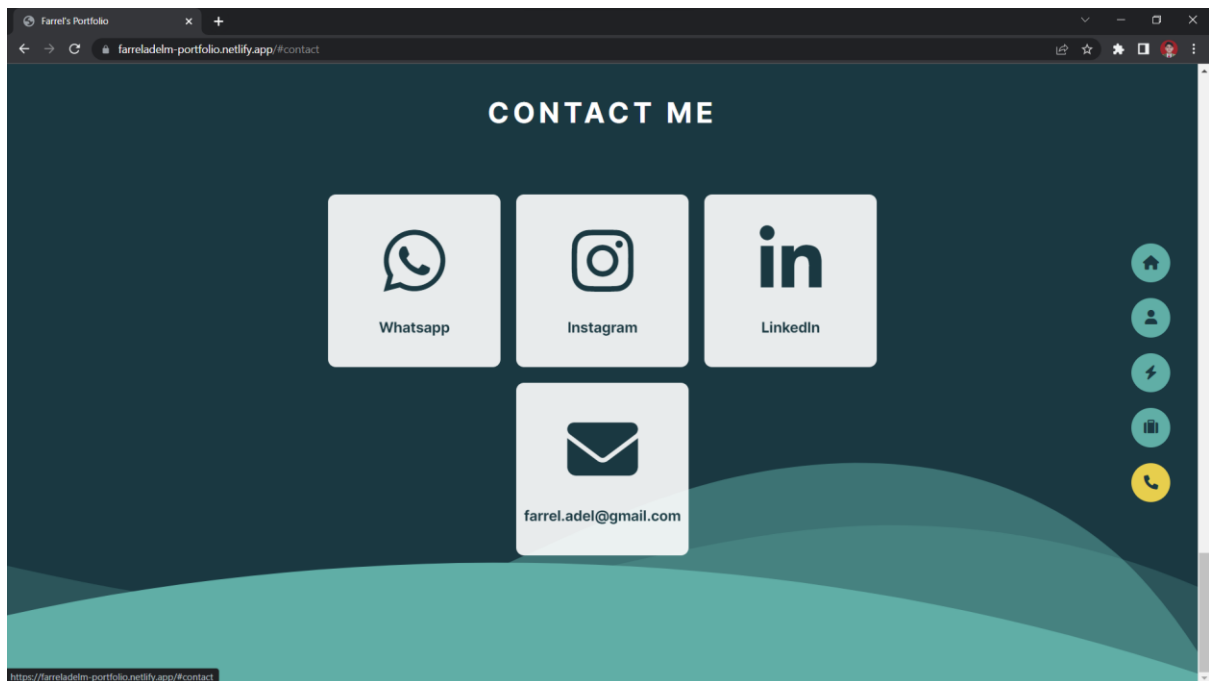 Farrel's Portfolio
farreladelm-portfolio.netlify.app/#contact
CONTACT ME
Whatsapp
Instagram
in
LinkedIn
farrel.adel@gmail.com
https://farreladelm-portfolio.netlify.app/#contact